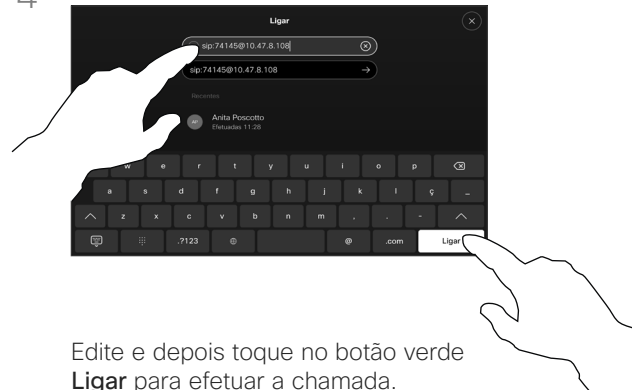 4
Ligar
sip:74145@10.47.8.108
sip:74145@10.47.8.108
Recentes
AP
Anita Poscotto
Efetuadas 11:28
w e r t y u i o p
a s d f g h j k l ç _
z x c v b n m , . -
.?123 @ .com Ligar
Edite e depois toque no botão verde
Ligar para efetuar a chamada.